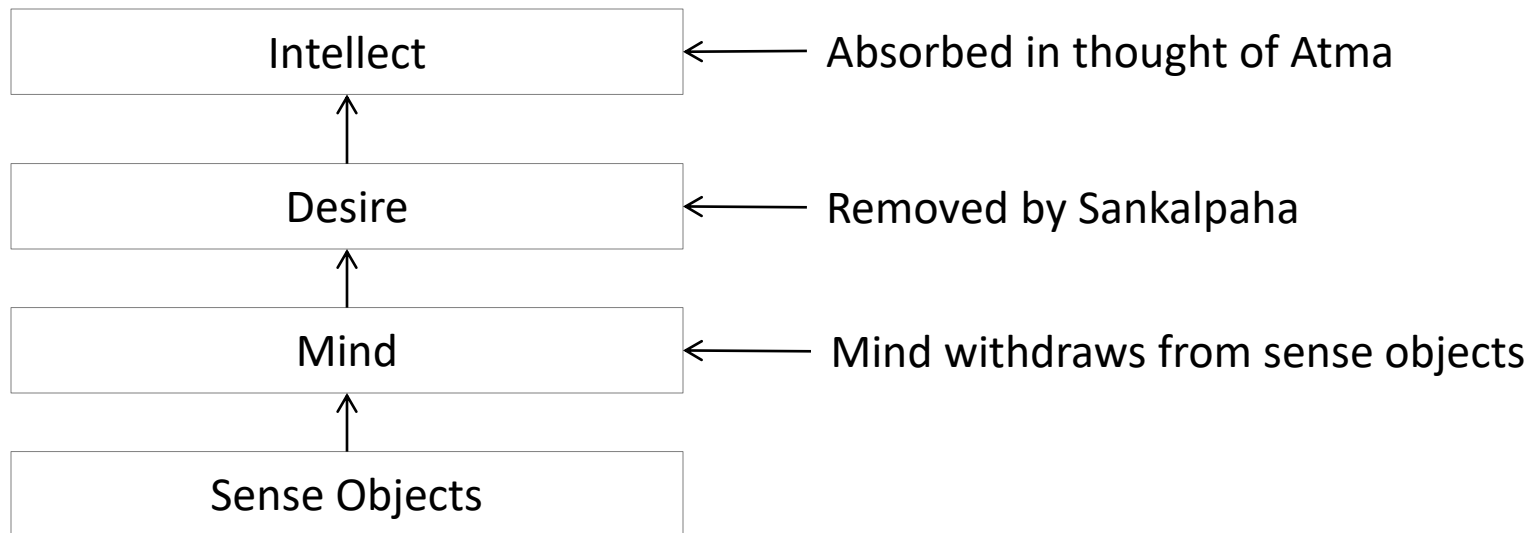 Intellect
Absorbed in thought of Atma
Desire
Removed by Sankalpaha
Mind
Mind withdraws from sense objects
Sense Objects